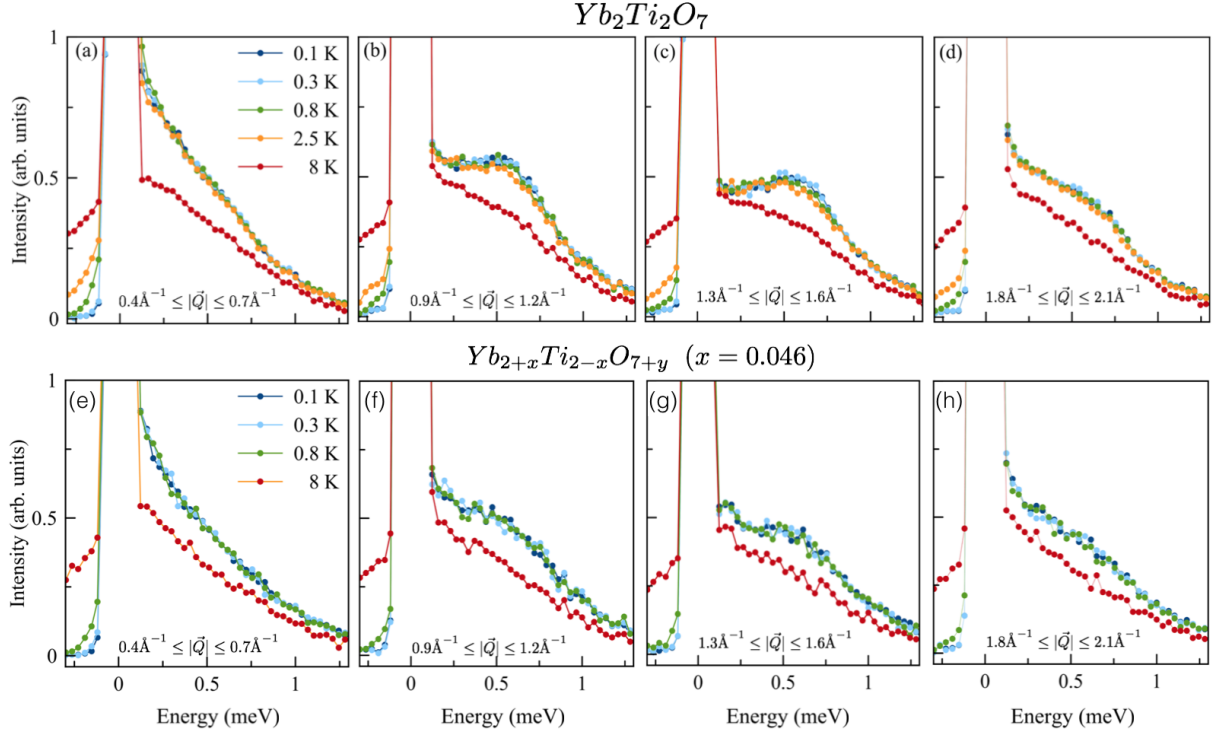 Yb₂Ti₂O₇
(a)
(b)
(c)
(d)
1
0.5
0
Intensity (arb. units)
0.1 K
0.3 K
0.8 K
2.5 K
8 K
0.4Å⁻¹ ≤ |Q⃗| ≤ 0.7Å⁻¹
0.9Å⁻¹ ≤ |Q⃗| ≤ 1.2Å⁻¹
1.3Å⁻¹ ≤ |Q⃗| ≤ 1.6Å⁻¹
1.8Å⁻¹ ≤ |Q⃗| ≤ 2.1Å⁻¹
Yb₂₊ₓTi₂₋ₓO₇₊y (x = 0.046)
(e)
(f)
(g)
(h)
1
0.5
0
Intensity (arb. units)
0.1 K
0.3 K
0.8 K
8 K
0.4Å⁻¹ ≤ |Q⃗| ≤ 0.7Å⁻¹
0.9Å⁻¹ ≤ |Q⃗| ≤ 1.2Å⁻¹
1.3Å⁻¹ ≤ |Q⃗| ≤ 1.6Å⁻¹
1.8Å⁻¹ ≤ |Q⃗| ≤ 2.1Å⁻¹
0 0.5 1
0 0.5 1
0 0.5 1
0 0.5 1
Energy (meV)
Energy (meV)
Energy (meV)
Energy (meV)